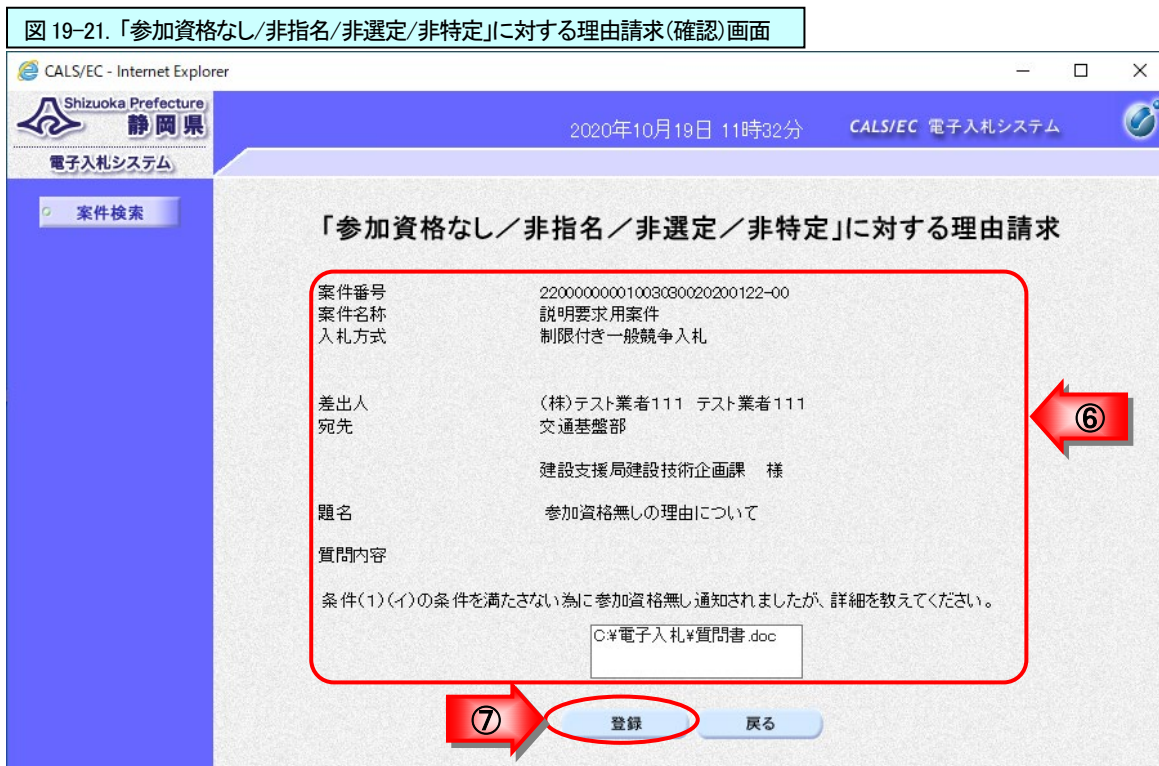 図 19-21. 「参加資格なし/非指名/非選定/非特定」に対する理由請求(確認)画面
CALS/EC - Internet Explorer
Shizuoka Prefecture
静岡県
電子入札システム
2020年10月19日 11時32分 CALS/EC 電子入札システム
案件検索
「参加資格なし／非指名／非選定／非特定」に対する理由請求
案件番号 22000000001003030020200122-00
案件名称 説明要求用案件
入札方式 制限付き一般競争入札
差出人 (株)テスト業者111 テスト業者111
宛先 交通基盤部
建設支援局建設技術企画課 様
⑥
題名 参加資格無しの理由について
質問内容
条件(1)(イ)の条件を満たさない為に参加資格無し通知されましたが、詳細を教えてください。
C:¥電子入札¥質問書.doc
⑦
登録 戻る